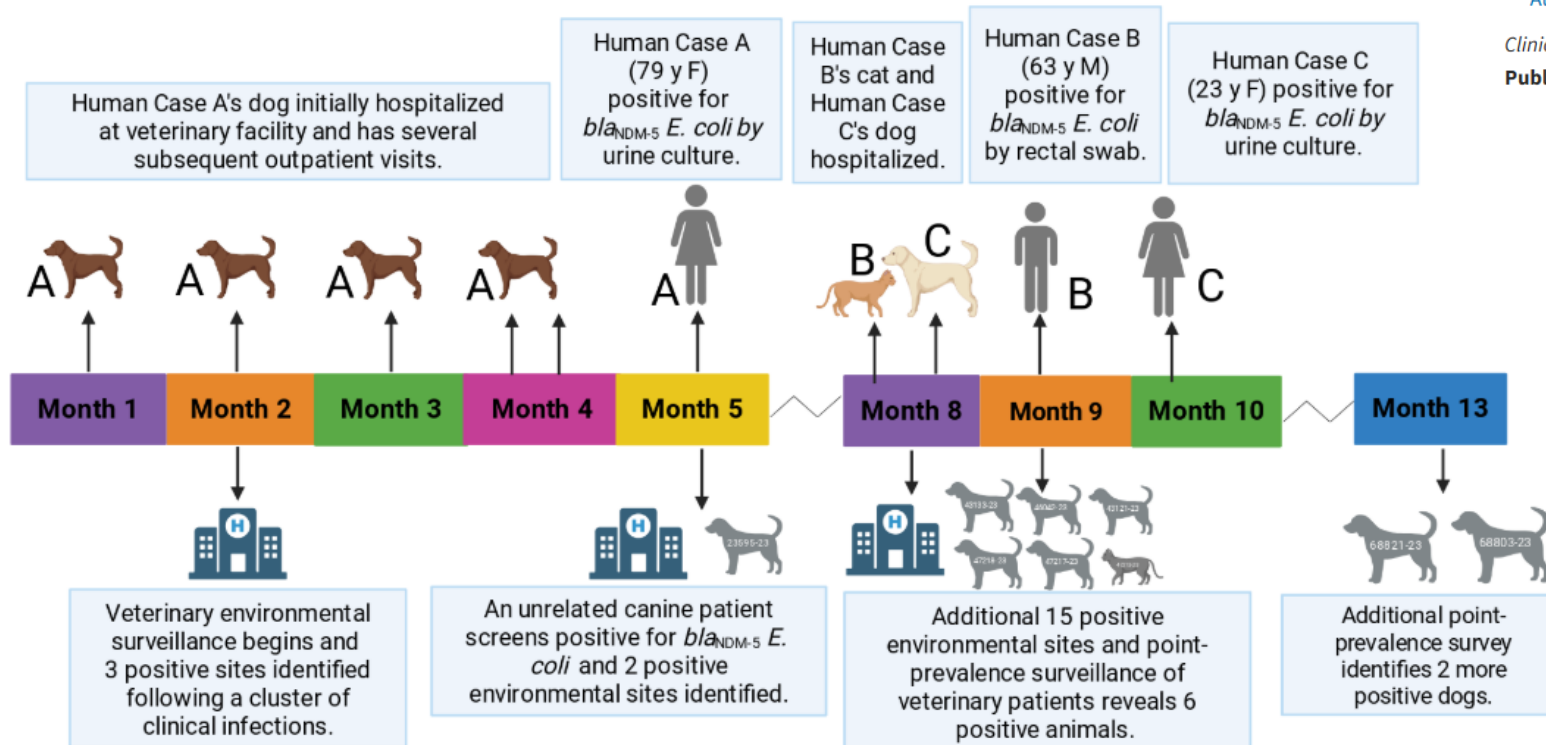 Human Case A's dog initially hospitalized
at veterinary facility and has several
subsequent outpatient visits.
Human Case A
(79 y F)
positive for
blaNDM-5 E. coli by
urine culture.
Human Case
B's cat and
Human Case
C's dog
hospitalized.
Human Case B
(63 y M)
positive for
blaNDM-5 E. coli
by rectal swab.
Human Case C
(23 y F) positive for
blaNDM-5 E. coli by
urine culture.
Clinic
Publ
A
A
A
A
A
B
C
B
C
Month 1
Month 2
Month 3
Month 4
Month 5
Month 8
Month 9
Month 10
Month 13
H
H
23595-23
H
43133-23
43121-23
47217-23
68821-23
68803-23
Veterinary environmental
surveillance begins and
3 positive sites identified
following a cluster of
clinical infections.
An unrelated canine patient
screens positive for blaNDM-5 E.
coli and 2 positive
environmental sites identified.
Additional 15 positive
environmental sites and point-
prevalence surveillance of
veterinary patients reveals 6
positive animals.
Additional point-
prevalence survey
identifies 2 more
positive dogs.